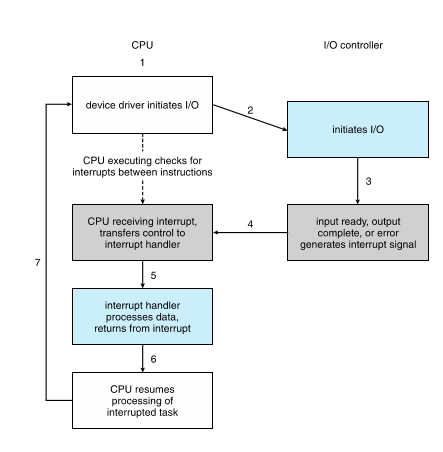 CPU
I/O controller
1
device driver initiates I/O
2
initiates I/O
CPU executing checks for
interrupts between instructions
3
CPU receiving interrupt,
transfers control to
interrupt handler
4
input ready, output
complete, or error
generates interrupt signal
7
5
interrupt handler
processes data,
returns from interrupt
6
CPU resumes
processing of
interrupted task